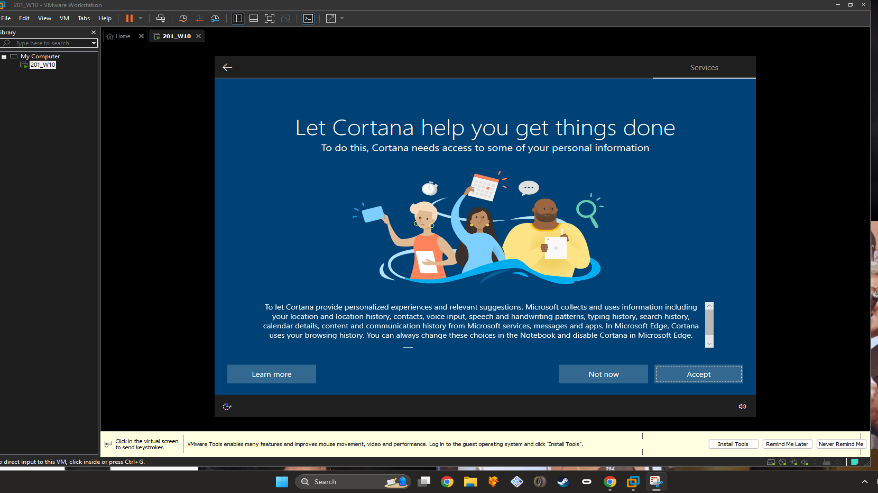 201_W10 - VMware Workstation
File Edit View VM Tabs Help
Library
Type here to search
My Computer
201_W10
Home
201_W10
Services
Let Cortana help you get things done
To do this, Cortana needs access to some of your personal information
To let Cortana provide personalized experiences and relevant suggestions, Microsoft collects and uses information including
your location and location history, contacts, voice input, speech and handwriting patterns, typing history, search history,
calendar details, content and communication history from Microsoft services, messages and apps. In Microsoft Edge, Cortana
uses your browsing history. You can always change these choices in the Notebook and disable Cortana in Microsoft Edge.
Learn more
Not now
Accept
Click in the virtual screen
to send keystrokes
VMware Tools enables many features and improves mouse movement, video and performance. Log in to the guest operating system and click "Install Tools".
Install Tools
Remind Me Later
Never Remind Me
o direct input to this VM, click inside or press Ctrl+G.
Search